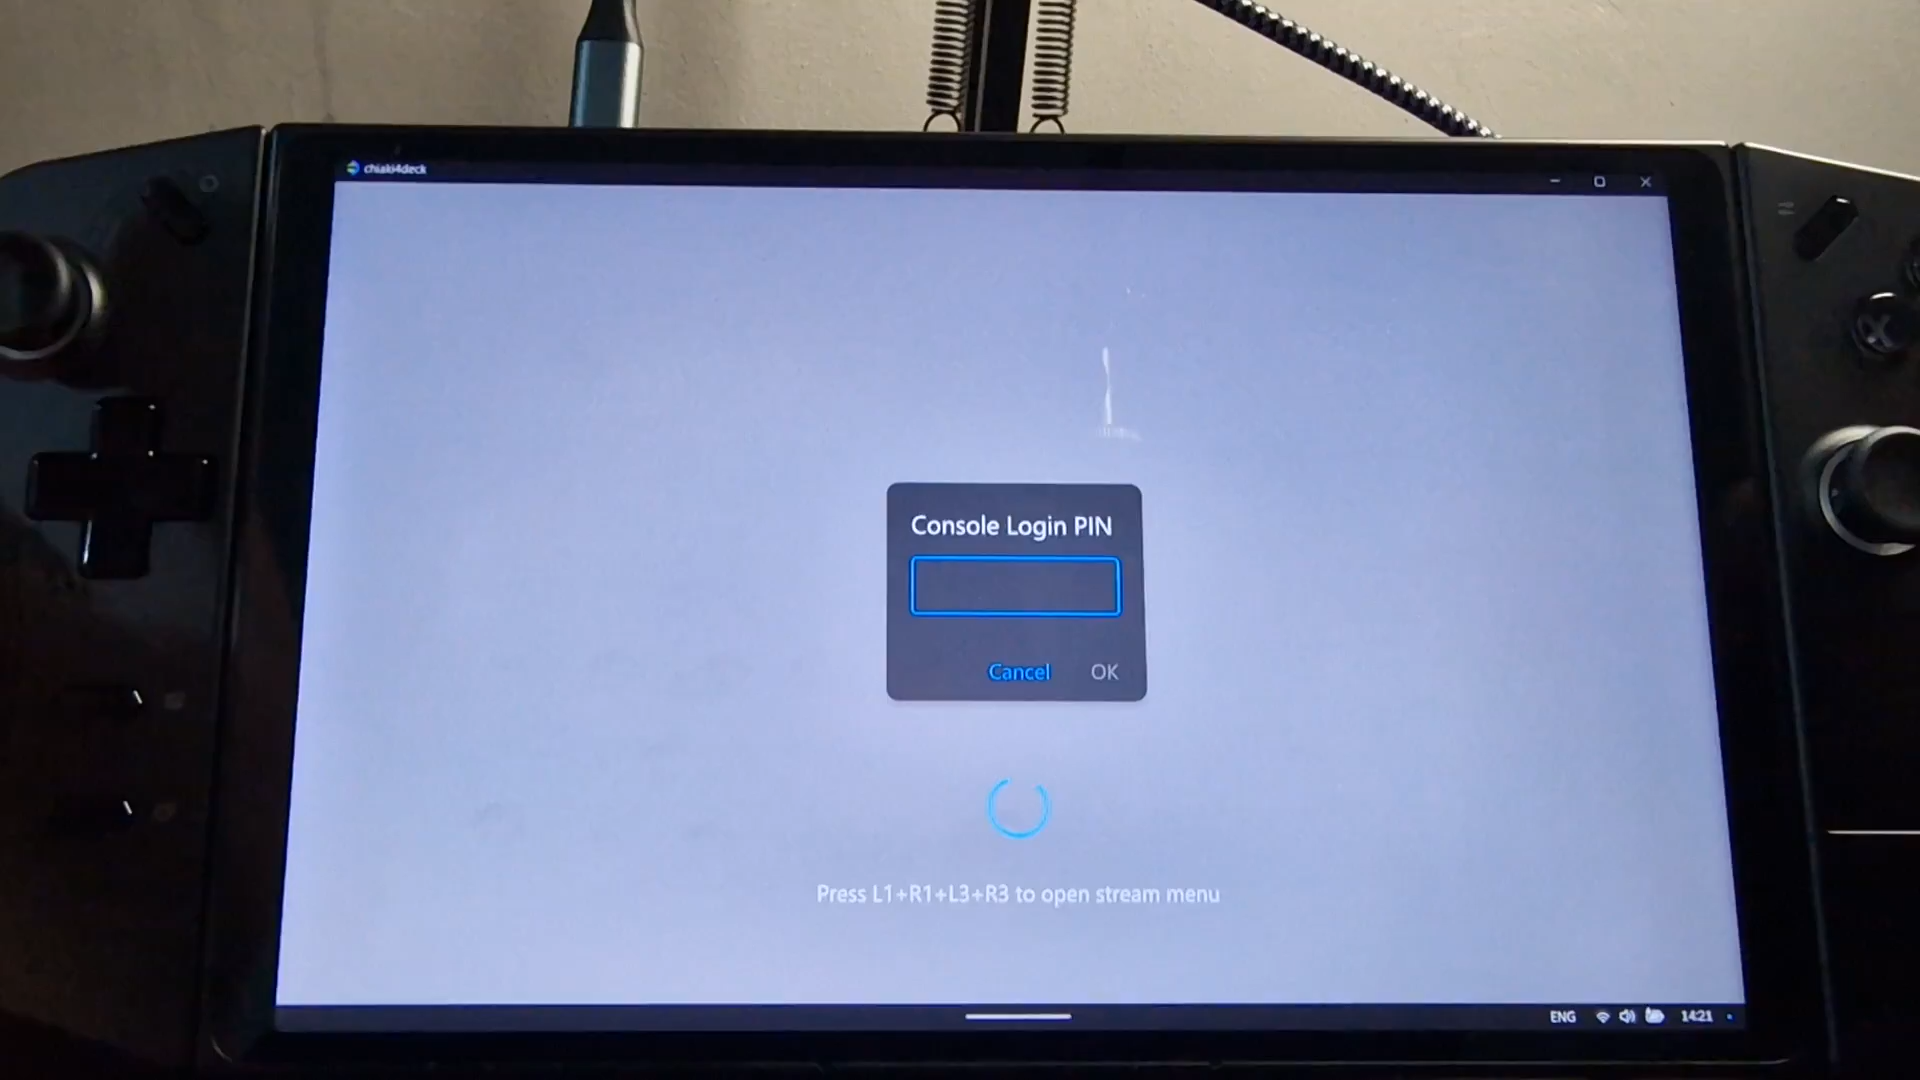 chiaki4deck
Console Login PIN
Cancel OK
Press L1+R1+L3+R3 to open stream menu
ENG 14:21
X